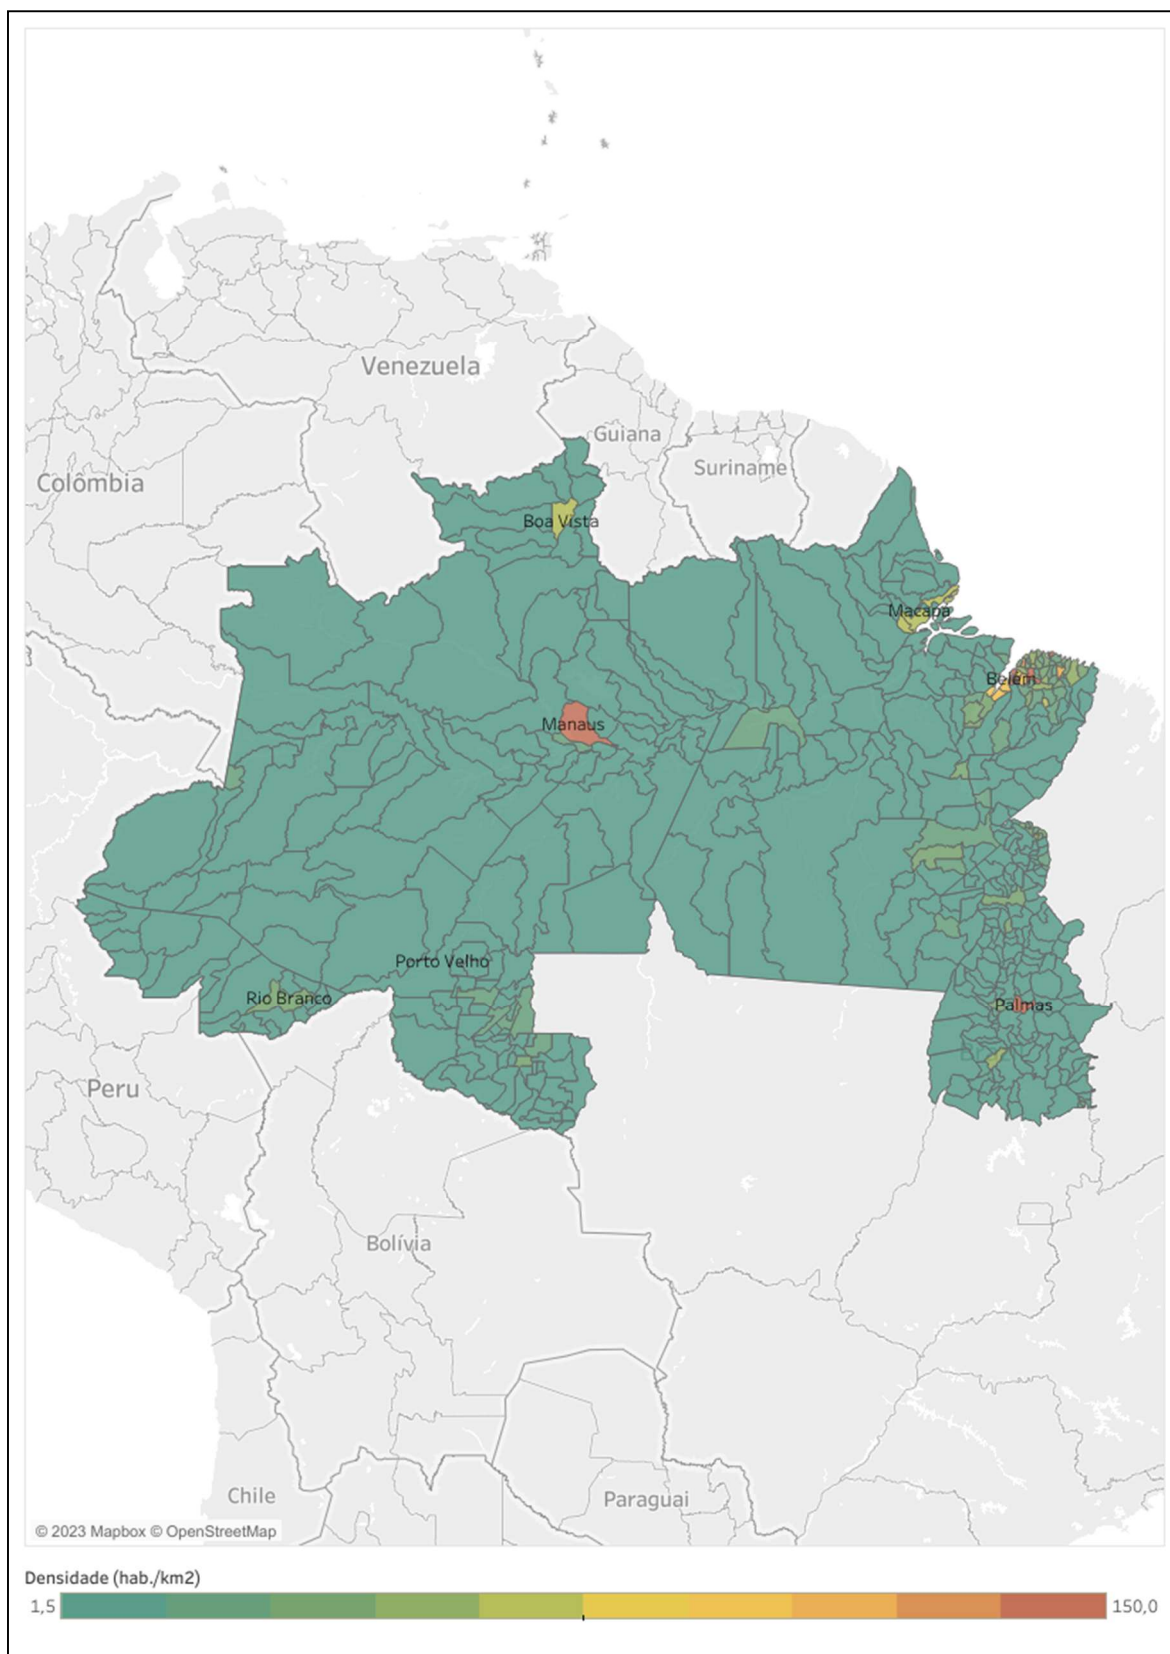 Venezuela
Guiana
Suriname
Colômbia
Boa Vista
Macapá
Belém
Manaus
Porto Velho
Rio Branco
Palmas
Peru
Bolívia
Chile
Paraguai
© 2023 Mapbox © OpenStreetMap
Densidade (hab./km2)
1,5 150,0